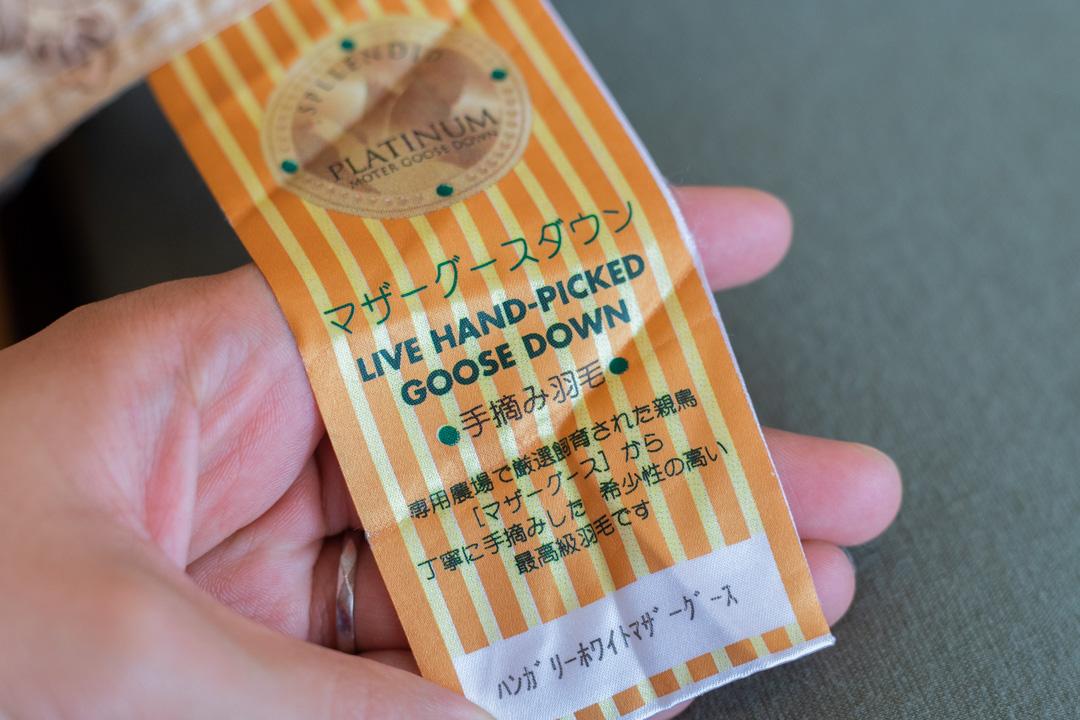 SPLENDID
PLATINUM
MOTER GOOSE DOWN
マザーグースダウン
LIVE HAND-PICKED
GOOSE DOWN
手摘み羽毛
専用農場で厳選飼育された親鳥
[マザーグース] から
丁寧に手摘みした 希少性の高い
最高級羽毛です
ハンガリーホワイトマザーグース